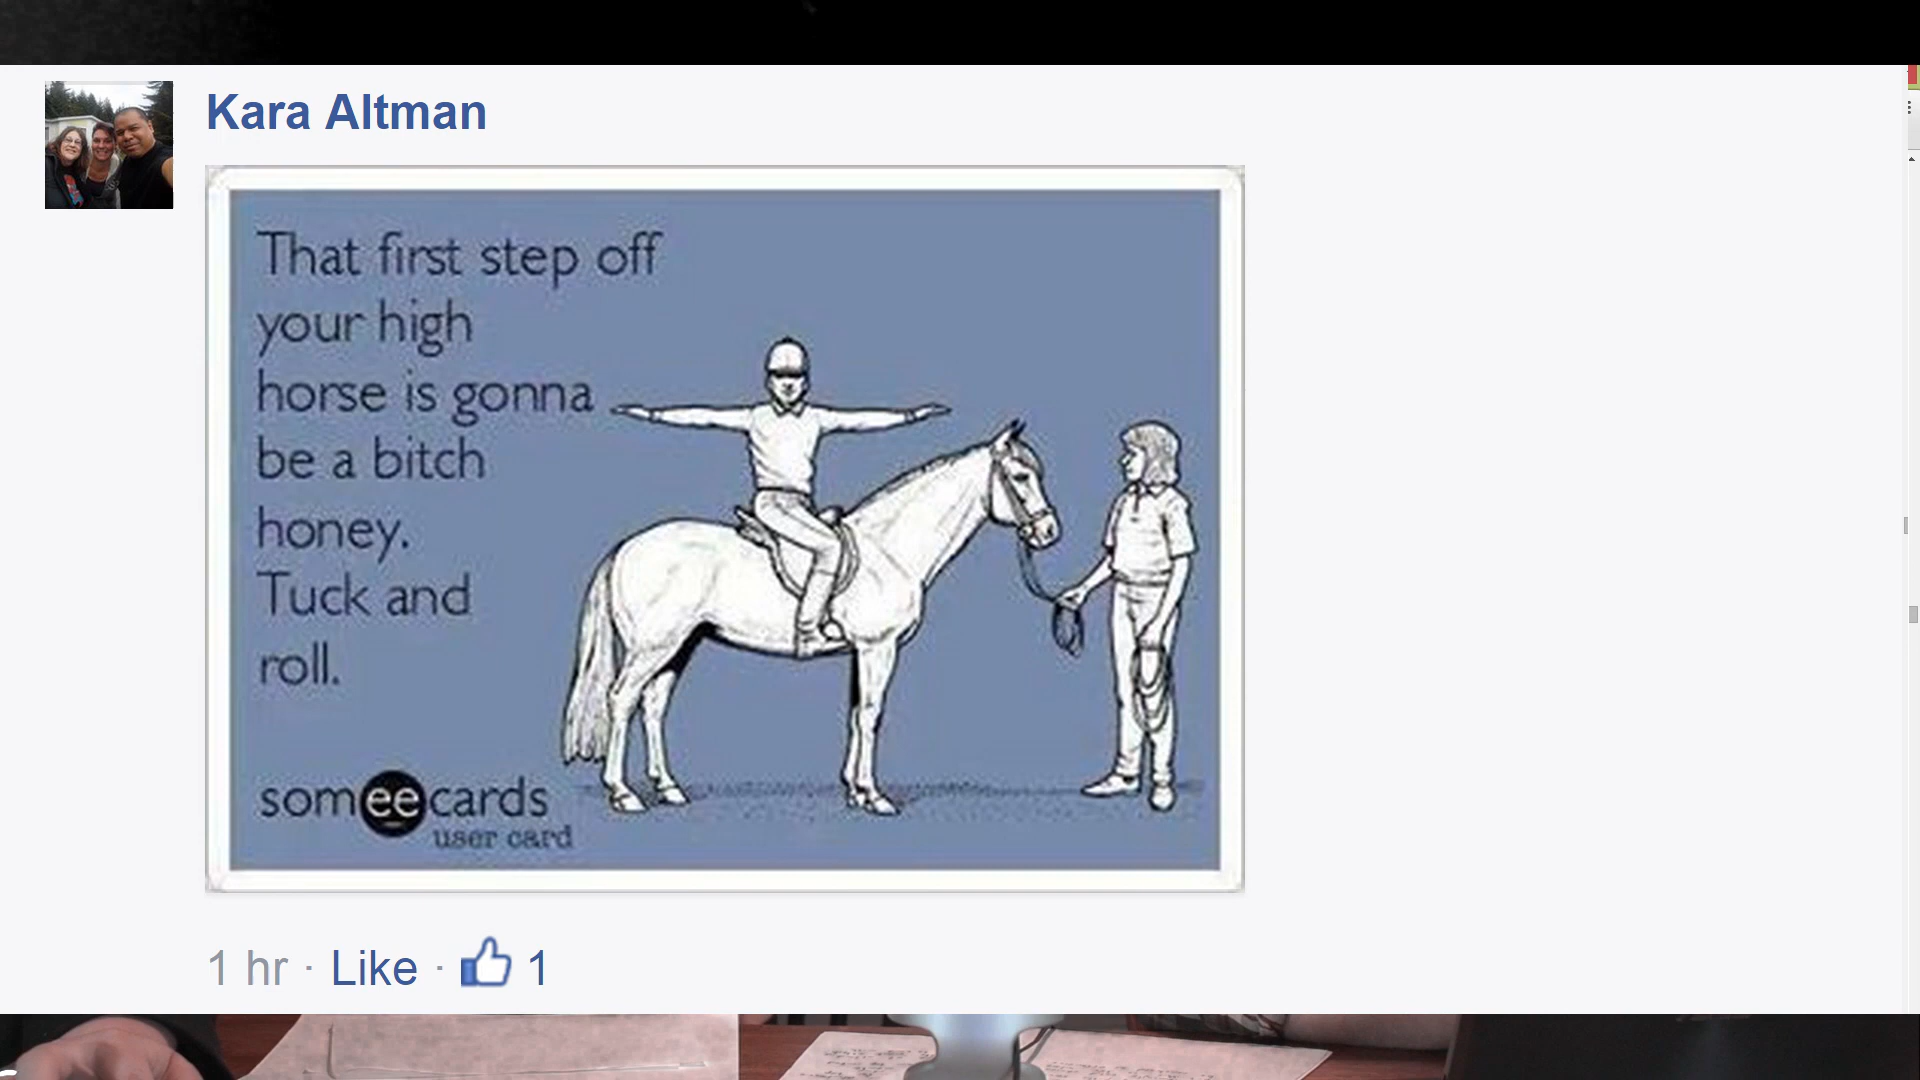 Kara Altman
That first step off
your high
horse is gonna
be a bitch
honey.
Tuck and
roll.
someecards
user card
1 hr · Like · 1